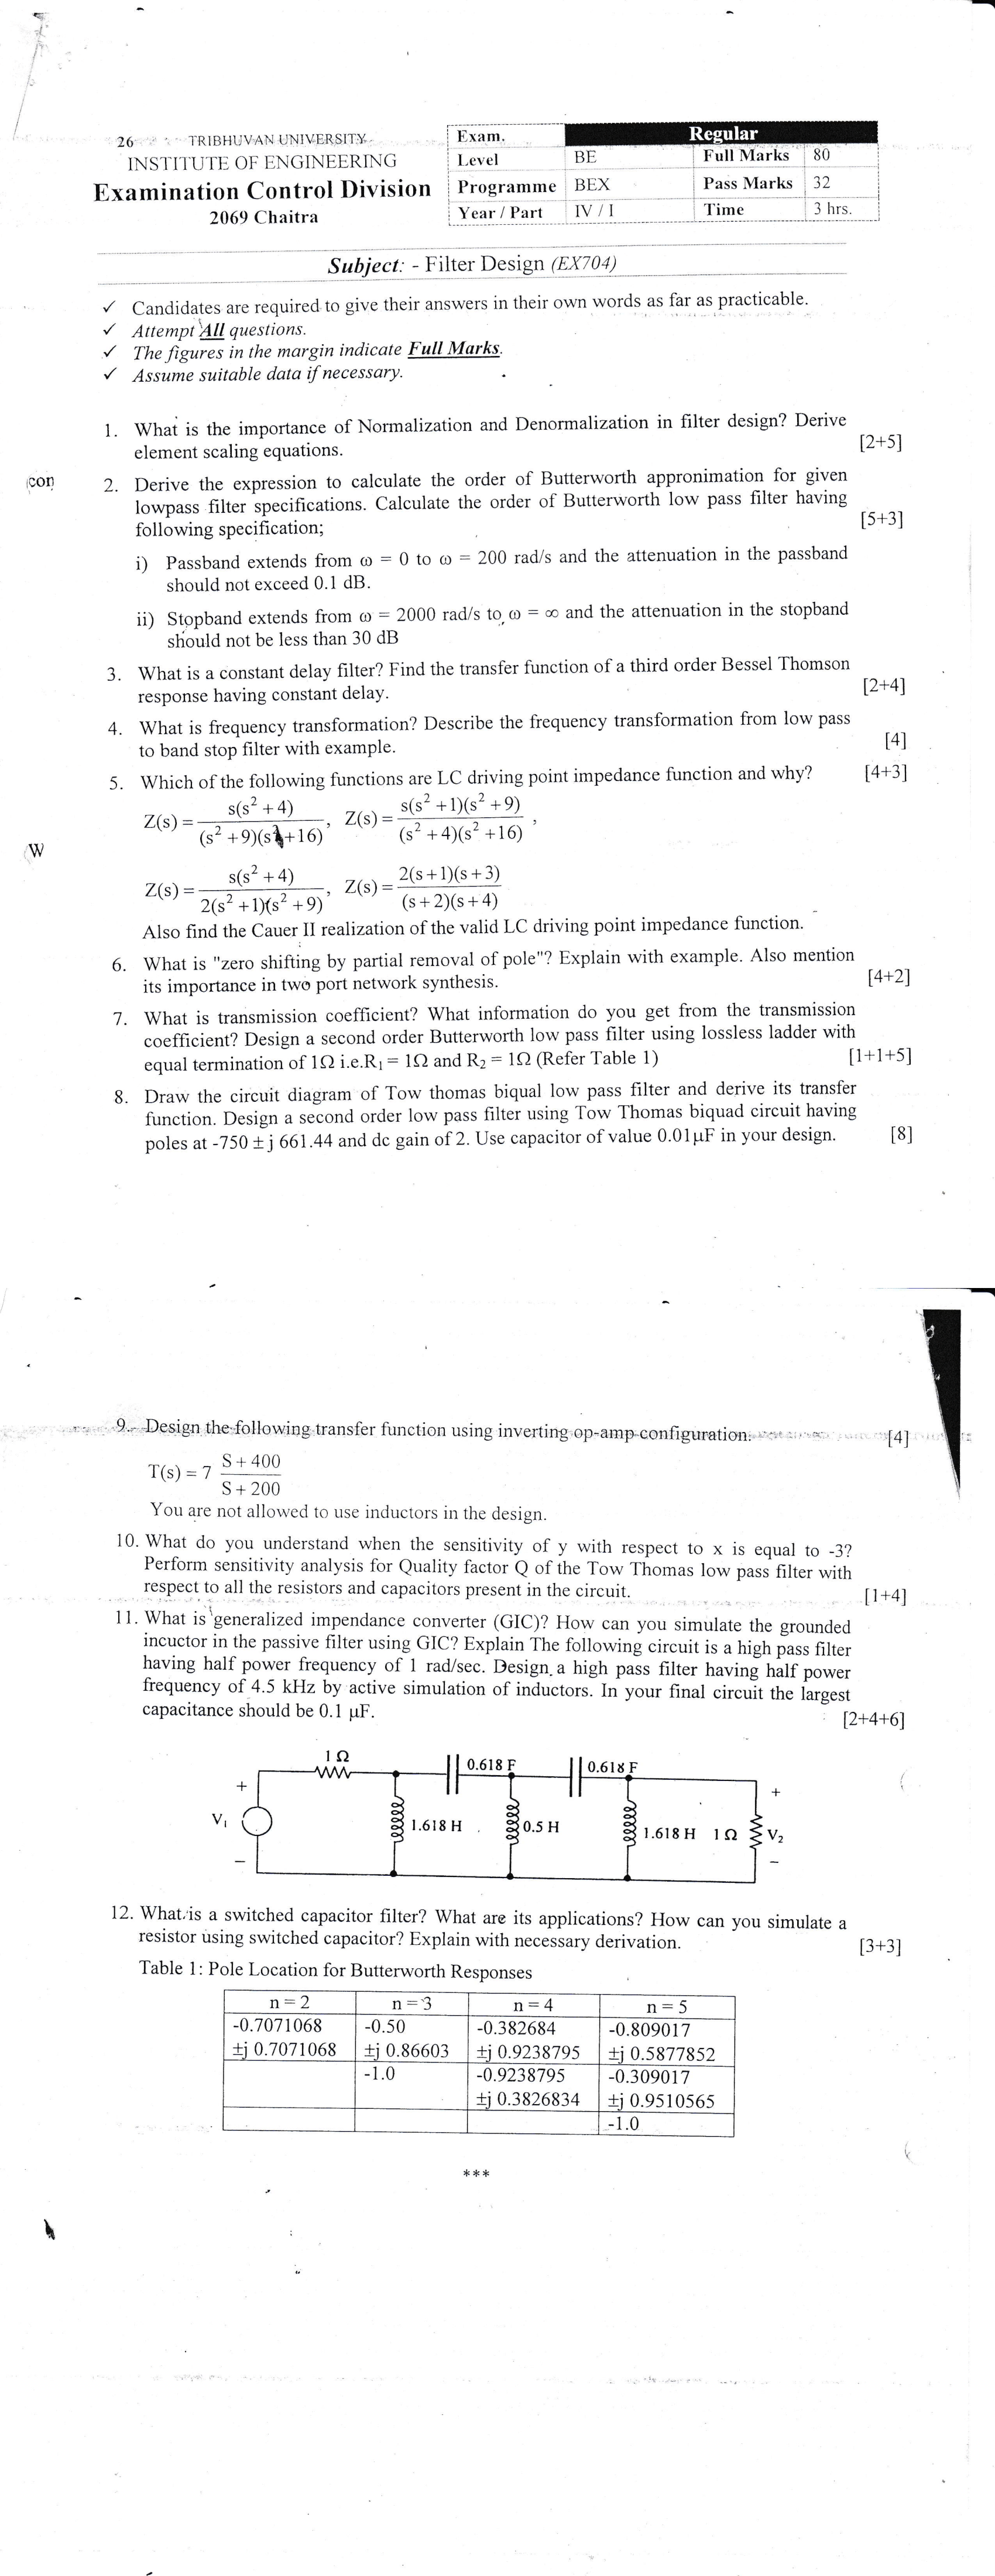 26 TRIBHUVAN UNIVERSITY
INSTITUTE OF ENGINEERING
Examination Control Division
2069 Chaitra
Exam. Regular
Level BE Full Marks 80
Programme BEX Pass Marks 32
Year / Part IV / I Time 3 hrs.
Subject: - Filter Design (EX704)
✓ Candidates are required to give their answers in their own words as far as practicable.
✓ Attempt All questions.
✓ The figures in the margin indicate Full Marks.
✓ Assume suitable data if necessary.
1. What is the importance of Normalization and Denormalization in filter design? Derive
element scaling equations. [2+5]
con
2. Derive the expression to calculate the order of Butterworth appronimation for given
lowpass filter specifications. Calculate the order of Butterworth low pass filter having
following specification; [5+3]
i) Passband extends from ω = 0 to ω = 200 rad/s and the attenuation in the passband
should not exceed 0.1 dB.
ii) Stopband extends from ω = 2000 rad/s to ω = ∞ and the attenuation in the stopband
should not be less than 30 dB
3. What is a constant delay filter? Find the transfer function of a third order Bessel Thomson
response having constant delay. [2+4]
4. What is frequency transformation? Describe the frequency transformation from low pass
to band stop filter with example. [4]
5. Which of the following functions are LC driving point impedance function and why? [4+3]
Z(s) = s(s² + 4) / (s² + 9)(s² + 16), Z(s) = s(s² + 1)(s² + 9) / (s² + 4)(s² + 16),
W
Z(s) = s(s² + 4) / 2(s² + 1)(s² + 9), Z(s) = 2(s + 1)(s + 3) / (s + 2)(s + 4)
Also find the Cauer II realization of the valid LC driving point impedance function.
6. What is "zero shifting by partial removal of pole"? Explain with example. Also mention
its importance in two port network synthesis. [4+2]
7. What is transmission coefficient? What information do you get from the transmission
coefficient? Design a second order Butterworth low pass filter using lossless ladder with
equal termination of 1Ω i.e.R₁ = 1Ω and R₂ = 1Ω (Refer Table 1) [1+1+5]
8. Draw the circuit diagram of Tow thomas biqual low pass filter and derive its transfer
function. Design a second order low pass filter using Tow Thomas biquad circuit having
poles at -750 ± j 661.44 and dc gain of 2. Use capacitor of value 0.01μF in your design. [8]
9. Design the following transfer function using inverting op-amp configuration. [4]
T(s) = 7 S + 400 / S + 200
You are not allowed to use inductors in the design.
10. What do you understand when the sensitivity of y with respect to x is equal to -3?
Perform sensitivity analysis for Quality factor Q of the Tow Thomas low pass filter with
respect to all the resistors and capacitors present in the circuit. [1+4]
11. What is generalized impendance converter (GIC)? How can you simulate the grounded
incuctor in the passive filter using GIC? Explain The following circuit is a high pass filter
having half power frequency of 1 rad/sec. Design a high pass filter having half power
frequency of 4.5 kHz by active simulation of inductors. In your final circuit the largest
capacitance should be 0.1 μF. [2+4+6]
1 Ω 0.618 F 0.618 F
+ +
V₁ 1.618 H 0.5 H 1.618 H 1 Ω V₂
– –
12. What is a switched capacitor filter? What are its applications? How can you simulate a
resistor using switched capacitor? Explain with necessary derivation. [3+3]
Table 1: Pole Location for Butterworth Responses
n = 2 n = 3 n = 4 n = 5
-0.7071068 -0.50 -0.382684 -0.809017
±j 0.7071068 ±j 0.86603 ±j 0.9238795 ±j 0.5877852
-1.0 -0.9238795 -0.309017
±j 0.3826834 ±j 0.9510565
-1.0
***